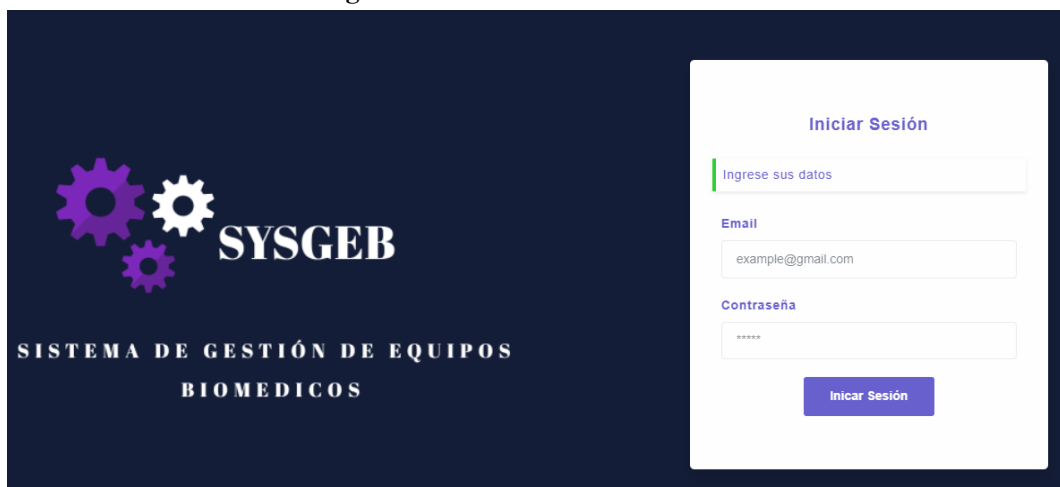 SYSGEB
SISTEMA DE GESTIÓN DE EQUIPOS
BIOMEDICOS
Iniciar Sesión
Ingrese sus datos
Email
example@gmail.com
Contraseña
*****
Inicar Sesión